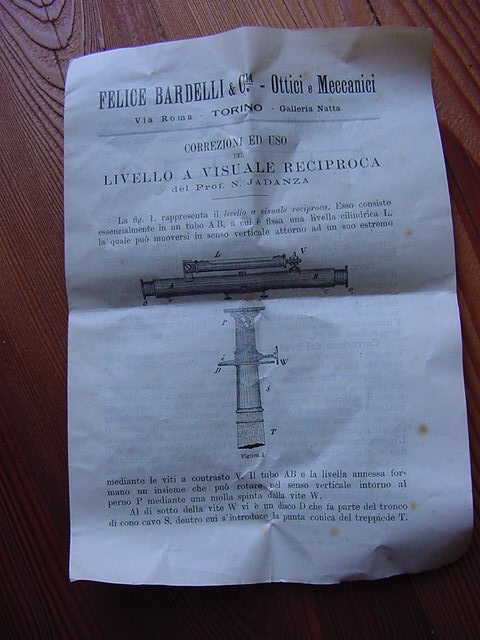 FELICE BARDELLI & C.IA - Ottici e Meccanici
Via Roma - TORINO - Galleria Natta
CORREZIONI ED USO
DEL
LIVELLO A VISUALE RECIPROCA
del Prof. N. JADANZA
La fig. 1. rappresenta il livello a visuale reciproca. Esso consiste
essenzialmente in un tubo A B, a cui è fissa una livella cilindrica L.
la quale può muoversi in senso verticale attorno ad un suo estremo
L V
A B
P
D W
S
T
Figura 1
mediante le viti a contrasto V. Il tubo AB e la livella annessa for-
mano un insieme che può rotare nel senso verticale intorno al
perno P mediante una molla spinta dalla vite W.
Al di sotto della vite W vi è un disco D che fa parte del tronco
di cono cavo S, dentro cui s'introduce la punta conica del treppiede T.